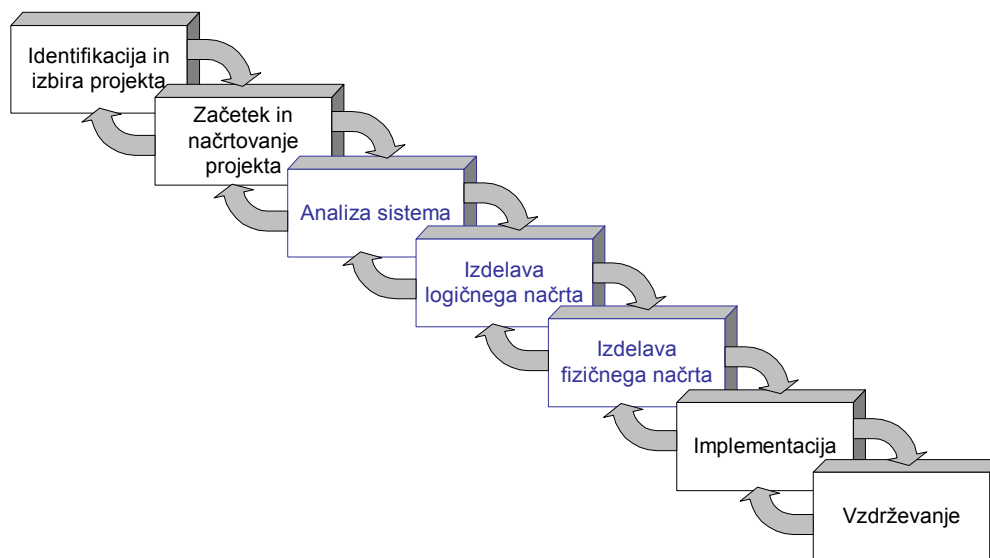 Identifikacija in
izbira projekta
Začetek in
načrtovanje
projekta
Analiza sistema
Izdelava
logičnega načrta
Izdelava
fizičnega načrta
Implementacija
Vzdrževanje